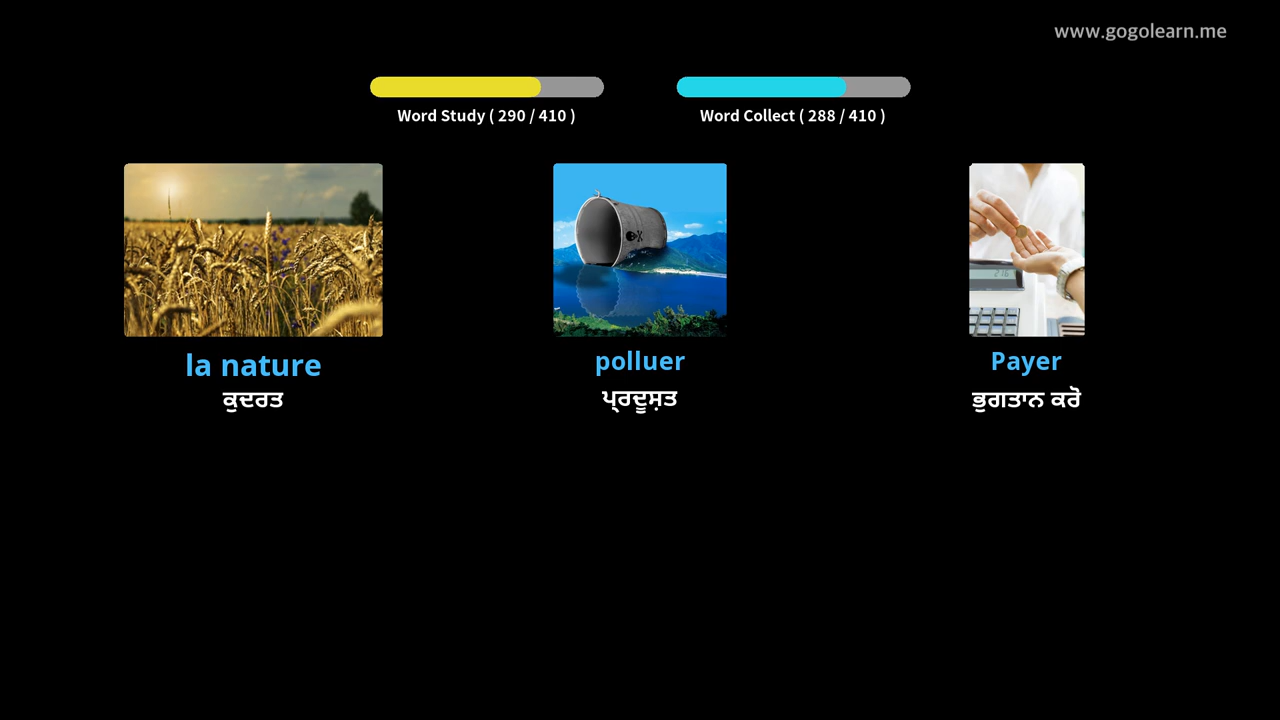 www.gogolearn.me
Word Study ( 290 / 410 )
Word Collect ( 288 / 410 )
la nature
polluer
Payer
ਕੁਦਰਤ
ਪ੍ਰਦੂਸ਼ਤ
ਭੁਗਤਾਨ ਕਰੋ